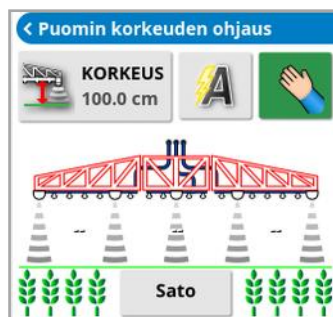 Puomin korkeuden ohjaus
KORKEUS
100.0 cm
A
--
--
--
Sato